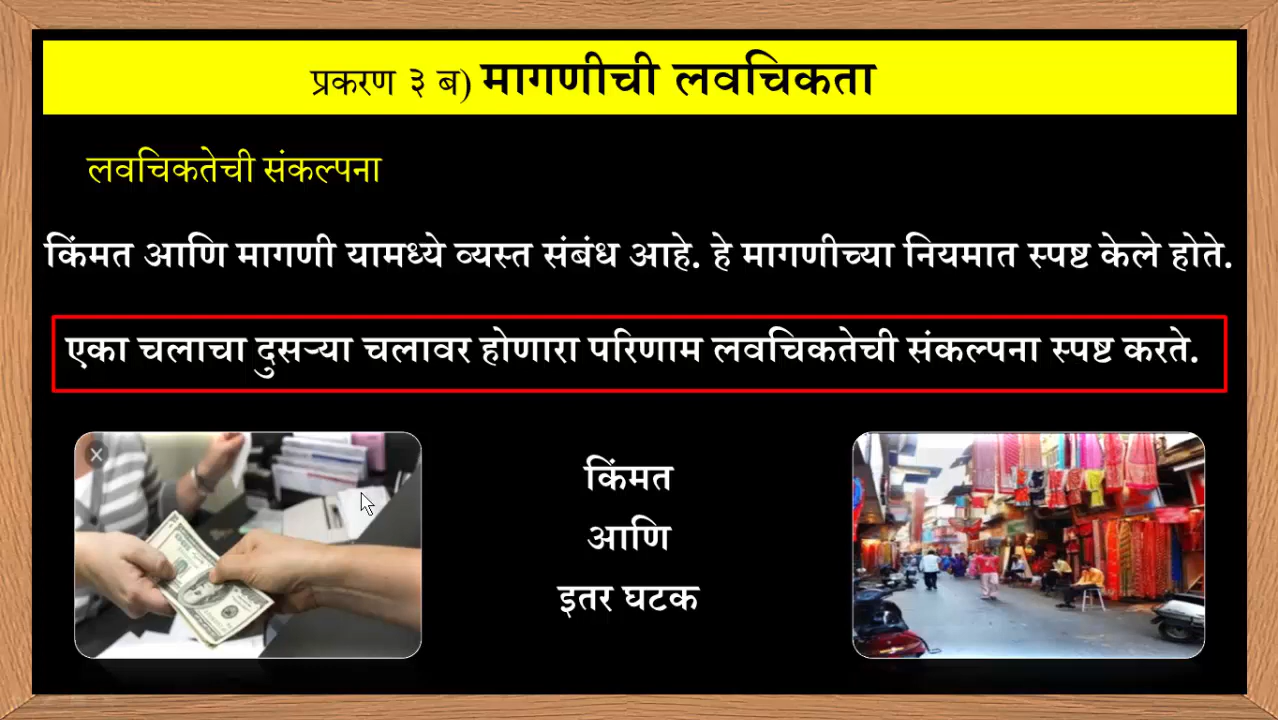 प्रकरण ३ ब) मागणीची लवचिकता
लवचिकतेची संकल्पना
किंमत आणि मागणी यामध्ये व्यस्त संबंध आहे. हे मागणीच्या नियमात स्पष्ट केले होते.
एका चलाचा दुसऱ्या चलावर होणारा परिणाम लवचिकतेची संकल्पना स्पष्ट करते.
किंमत
आणि
इतर घटक